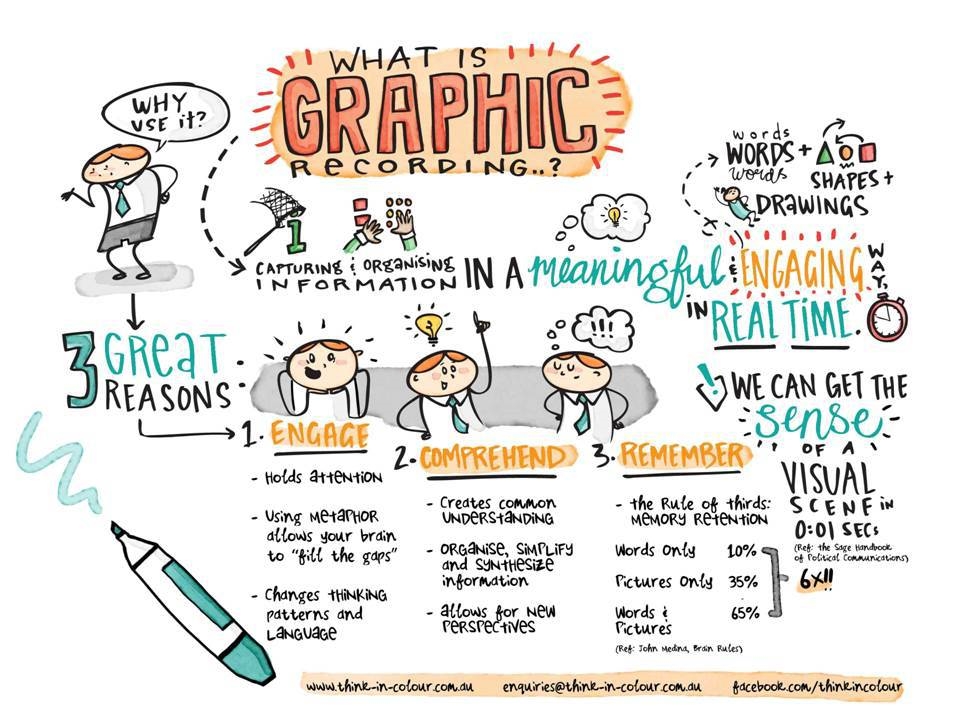 WHAT IS
GRAPHIC
RECORDING..?
WHY
USE it?
1
CAPTURING & ORGANISING
INFORMATION
IN A meaningful & ENGAGING WAY,
IN REAL TIME.
words
WORDS +
words
SHAPES +
DRAWINGS
3 GREAT
REASONS:
!!!
1. ENGAGE
- Holds attention
- Using METAPHOR
allows your brain
to "fill the gaps"
- Changes thinking
patterns and
LANGUAGE
2. COMPREHEND
- Creates common
UNDERSTANDING
- ORGANISE, SIMPLIFY
and SYNTHESIZE
information
- allows for NEW
PERSPECTIVES
3. REMEMBER
- the Rule of thirds:
MEMORY RETENTION
Words Only 10%
Pictures Only 35%
Words & 65%
Pictures
6x!!
(Ref: John Medina, Brain Rules)
! WE CAN GET THE
sense
OF A
VISUAL
SCENE in
0:01 SECs
(Ref: the Sage Handbook
of Political Communications)
www.think-in-colour.com.au enquiries@think-in-colour.com.au facebook.com/thinkincolour